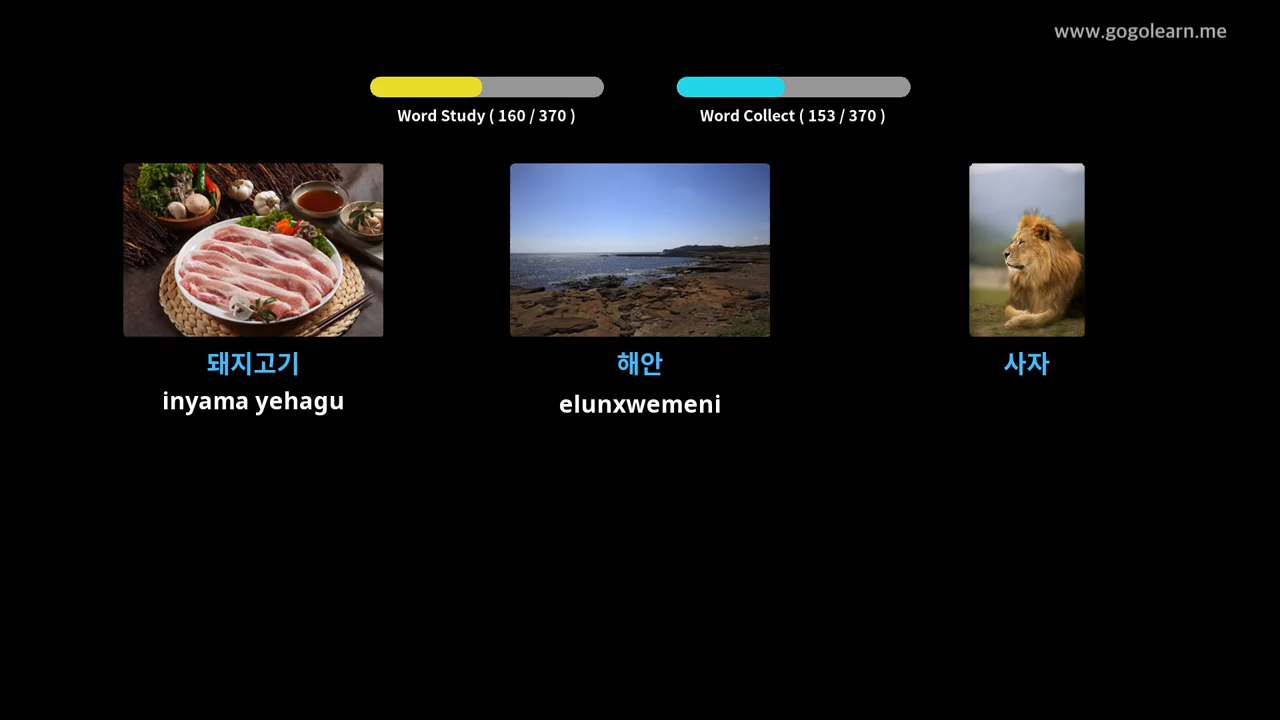 www.gogolearn.me
Word Study ( 160 / 370 )
Word Collect ( 153 / 370 )
돼지고기
해안
사자
inyama yehagu
elunxwemeni